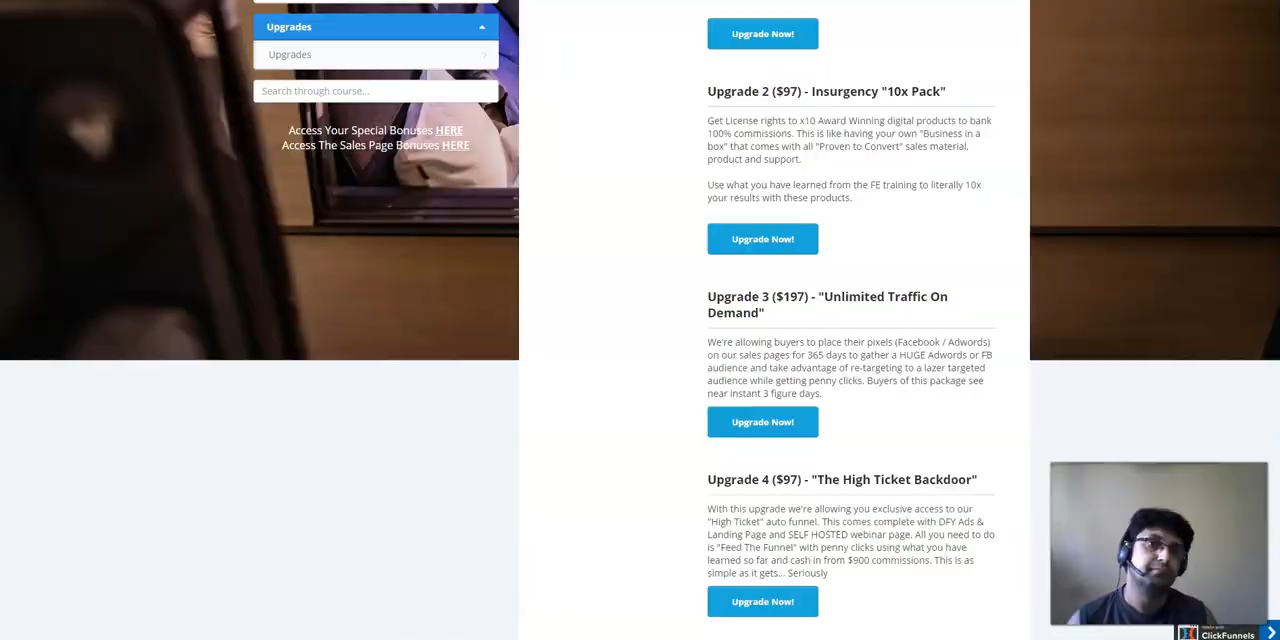 Upgrades
Upgrades
Search through course...
Access Your Special Bonuses HERE
Access The Sales Page Bonuses HERE
Upgrade Now!
Upgrade 2 ($97) - Insurgency "10x Pack"
Get License rights to x10 Award Winning digital products to bank
100% commissions. This is like having your own "Business in a
box" that comes with all "Proven to Convert" sales material,
product and support.
Use what you have learned from the FE training to literally 10x
your results with these products.
Upgrade Now!
Upgrade 3 ($197) - "Unlimited Traffic On
Demand"
We're allowing buyers to place their pixels (Facebook / Adwords)
on our sales pages for 365 days to gather a HUGE Adwords or FB
audience and take advantage of re-targeting to a lazer targeted
audience while getting penny clicks. Buyers of this package see
near instant 3 figure days.
Upgrade Now!
Upgrade 4 ($97) - "The High Ticket Backdoor"
With this upgrade we're allowing you exclusive access to our
"High Ticket" auto funnel. This comes complete with DFY Ads &
Landing Page and SELF HOSTED webinar page. All you need to do
is "Feed The Funnel" with penny clicks using what you have
learned so far and cash in from $900 commissions. This is as
simple as it gets... Seriously
Upgrade Now!
ClickFunnels